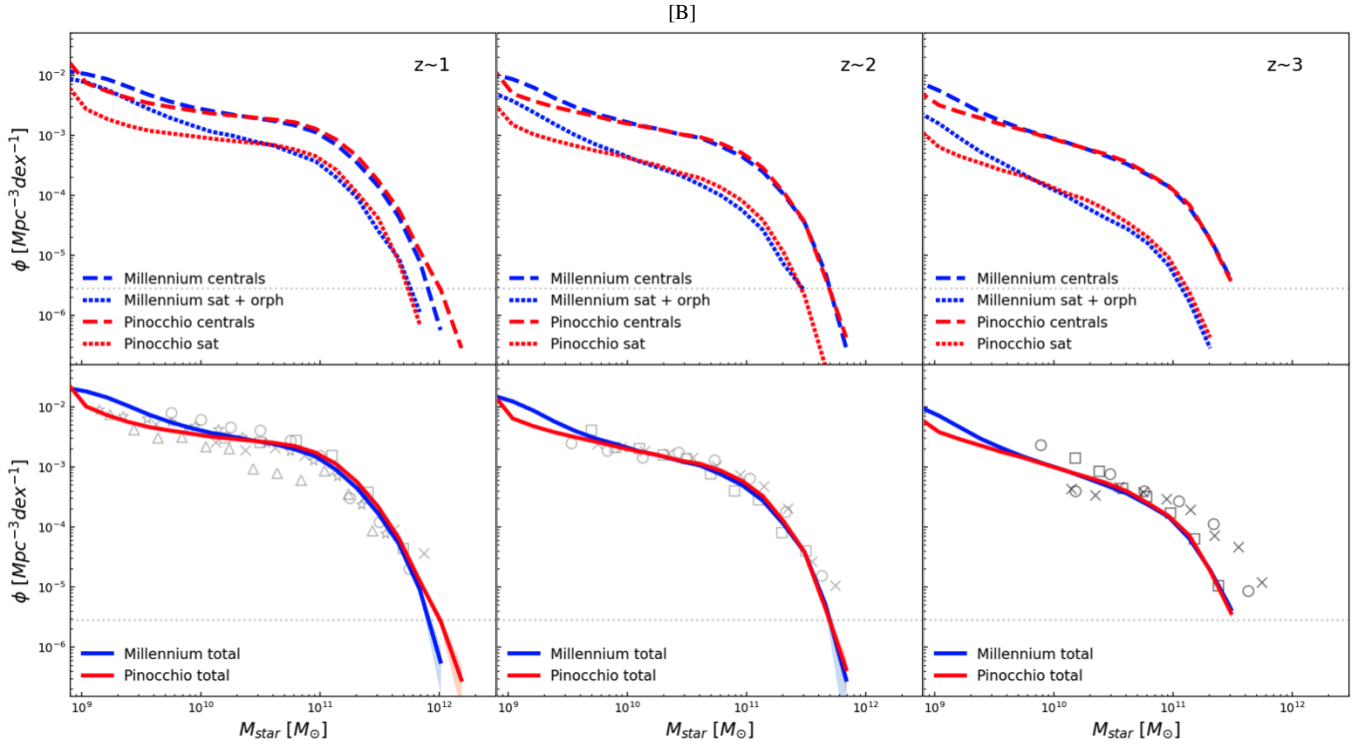 [B]
z~1
z~2
z~3
10⁻²
10⁻³
10⁻⁴
10⁻⁵
10⁻⁶
ϕ [Mpc⁻³dex⁻¹]
Millennium centrals
Millennium sat + orph
Pinocchio centrals
Pinocchio sat
Millennium centrals
Millennium sat + orph
Pinocchio centrals
Pinocchio sat
Millennium centrals
Millennium sat + orph
Pinocchio centrals
Pinocchio sat
10⁻²
10⁻³
10⁻⁴
10⁻⁵
10⁻⁶
ϕ [Mpc⁻³dex⁻¹]
Millennium total
Pinocchio total
Millennium total
Pinocchio total
Millennium total
Pinocchio total
10⁹ 10¹⁰ 10¹¹ 10¹² 10⁹ 10¹⁰ 10¹¹ 10¹² 10⁹ 10¹⁰ 10¹¹ 10¹²
M_star [M_⊙] M_star [M_⊙] M_star [M_⊙]